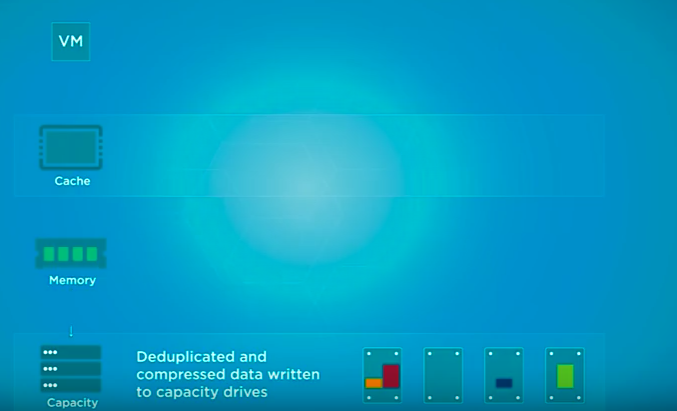 VM
Cache
Memory
↓
Deduplicated and
compressed data written
to capacity drives
Capacity